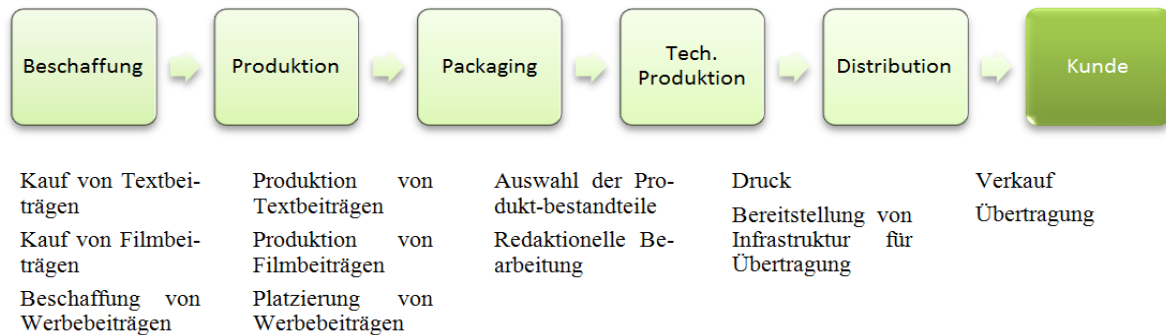 Beschaffung
Produktion
Packaging
Tech.
Produktion
Distribution
Kunde
Kauf von Textbei-
trägen
Kauf von Filmbei-
trägen
Beschaffung von
Werbebeiträgen
Produktion von
Textbeiträgen
Produktion von
Filmbeiträgen
Platzierung von
Werbebeiträgen
Auswahl der Pro-
dukt-bestandteile
Redaktionelle Be-
arbeitung
Druck
Bereitstellung von
Infrastruktur für
Übertragung
Verkauf
Übertragung